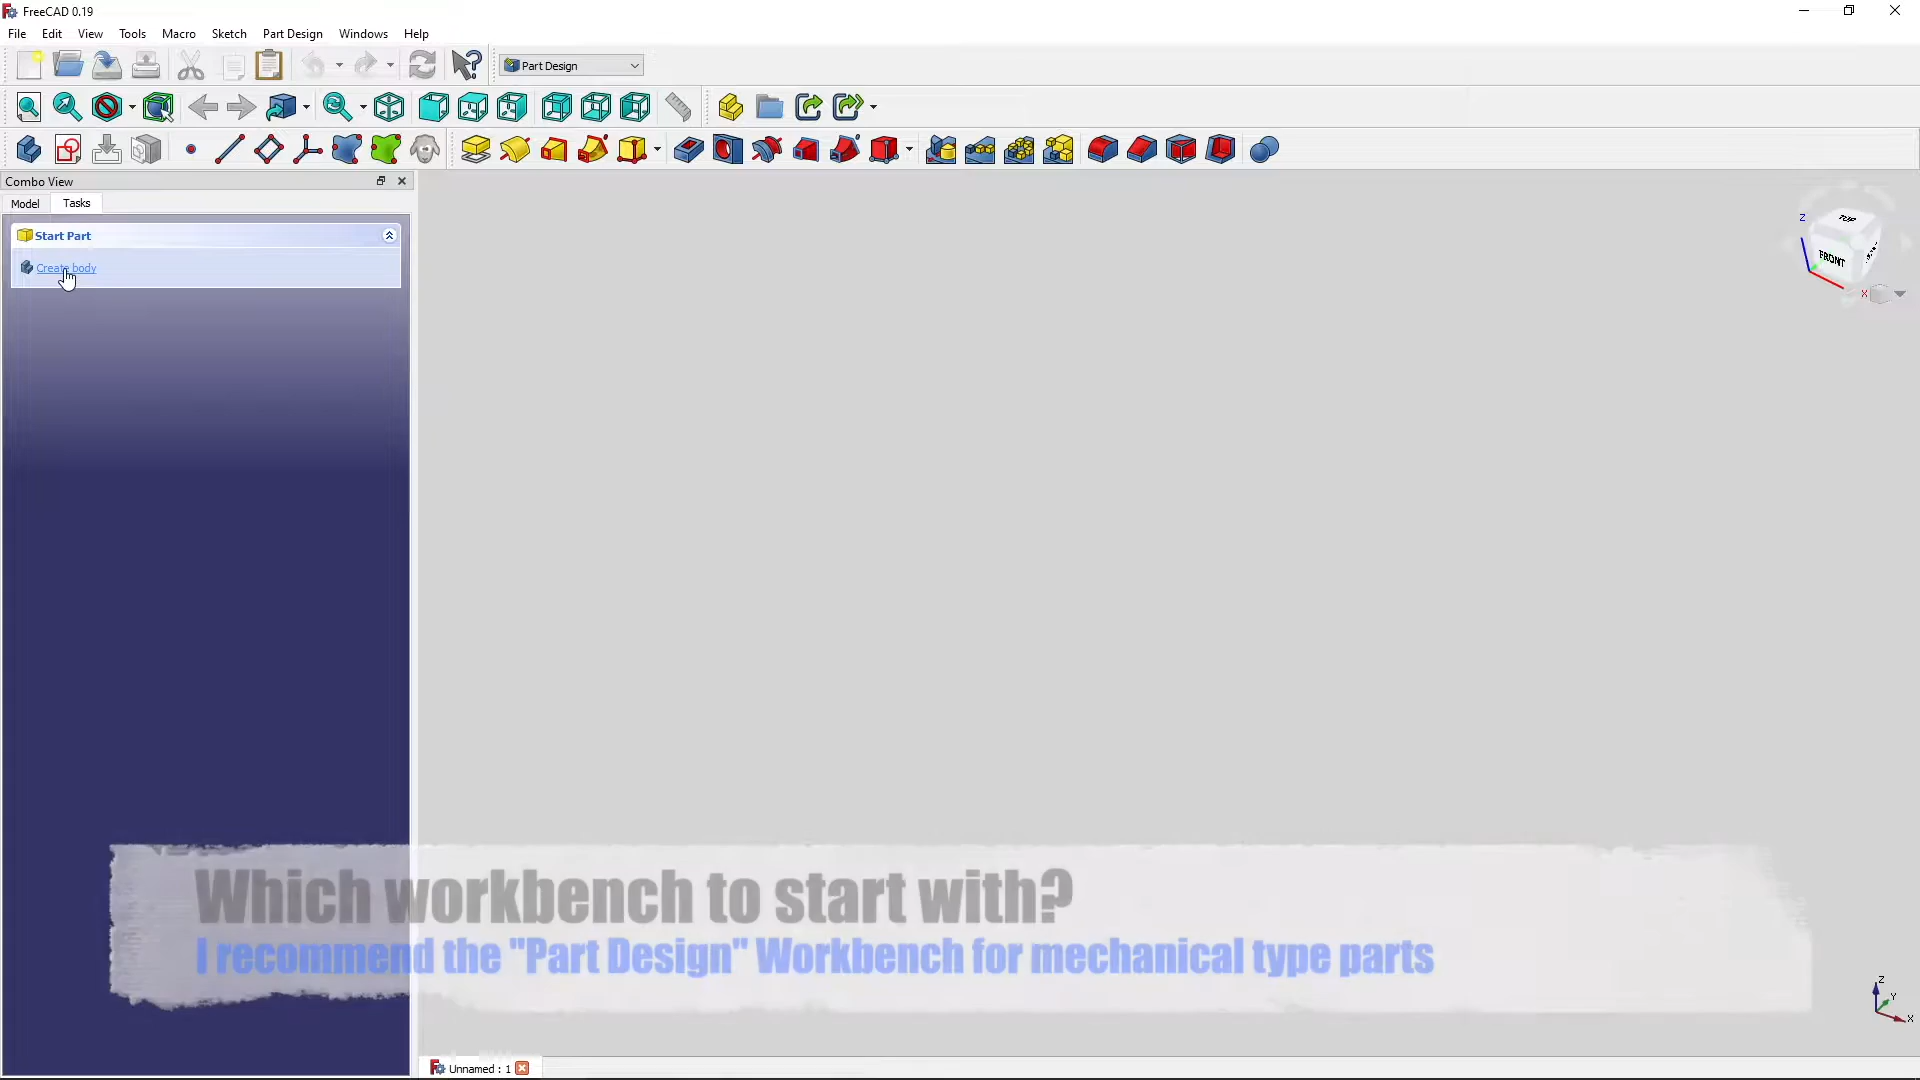 FreeCAD 0.19
File Edit View Tools Macro Sketch Part Design Windows Help
Part Design
Combo View
Model Tasks
Start Part
Create body
TOP
FRONT
Z
X
Which workbench to start with?
I recommend the "Part Design" Workbench for mechanical type parts
Z
Y
X
Unnamed : 1